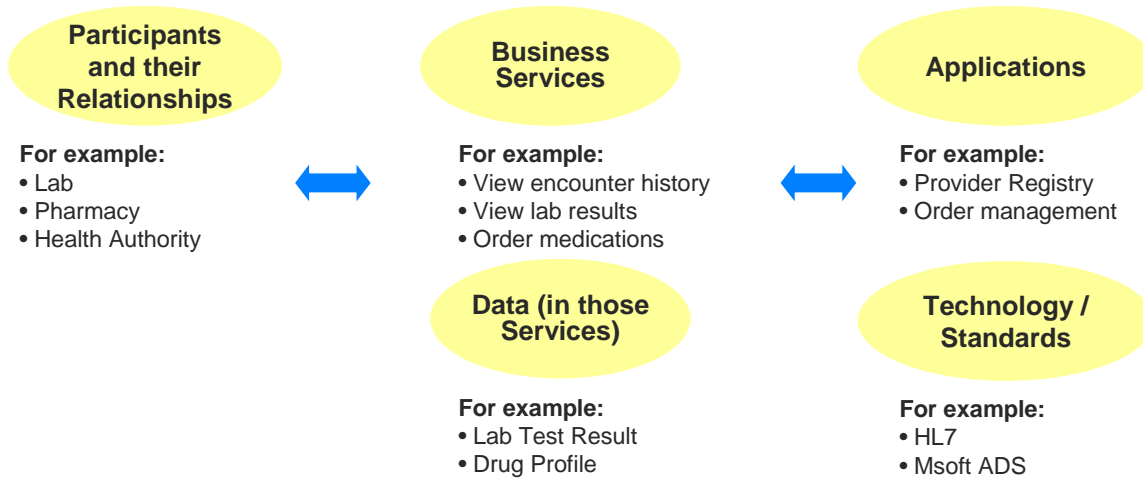 Participants
and their
Relationships
For example:
• Lab
• Pharmacy
• Health Authority
Business
Services
For example:
• View encounter history
• View lab results
• Order medications
Applications
For example:
• Provider Registry
• Order management
Data (in those
Services)
For example:
• Lab Test Result
• Drug Profile
Technology /
Standards
For example:
• HL7
• Msoft ADS